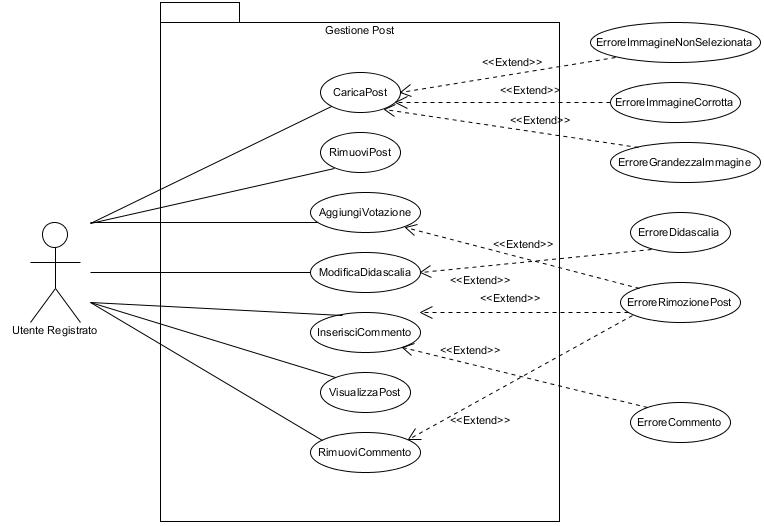 Gestione Post
ErroreImmagineNonSelezionata
<<Extend>>
CaricaPost
<<Extend>>
ErroreImmagineCorrotta
<<Extend>>
RimuoviPost
ErroreGrandezzaImmagine
AggiungiVotazione
ErroreDidascalia
<<Extend>>
ModificaDidascalia
<<Extend>>
<<Extend>>
ErroreRimozionePost
Utente Registrato
InserisciCommento
<<Extend>>
VisualizzaPost
<<Extend>>
ErroreCommento
RimuoviCommento